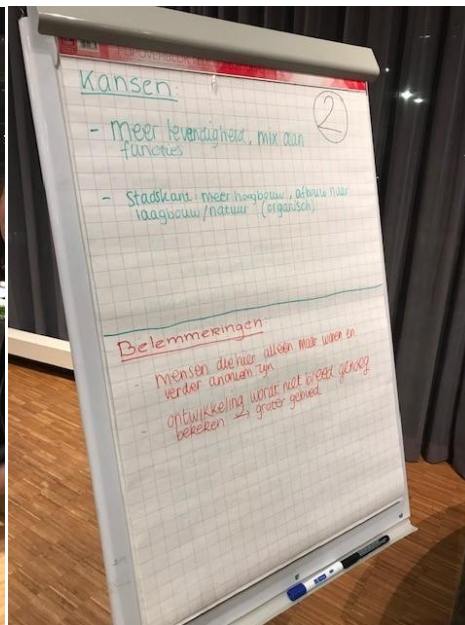 Kansen:
2
- meer levendigheid, mix aan
functies
- Stadskant: meer hoogbouw, afbouw naar
laagbouw/natuur (organisch)
Belemmeringen:
- mensen die hier alleen maar wonen en
verder anoniem zijn
ontwikkeling wordt niet breed genoeg
bekeken → groter gebied